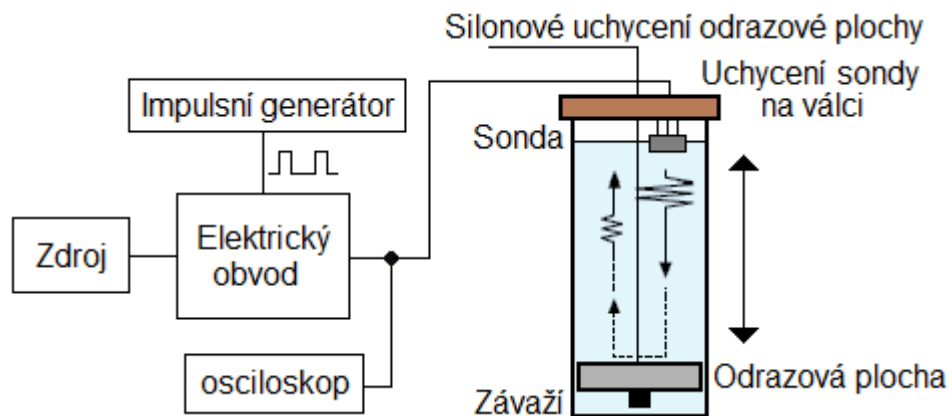 Silonové uchycení odrazové plochy
Uchycení sondy
na válci
Impulsní generátor
Sonda
Zdroj
Elektrický
obvod
osciloskop
Odrazová plocha
Závaží